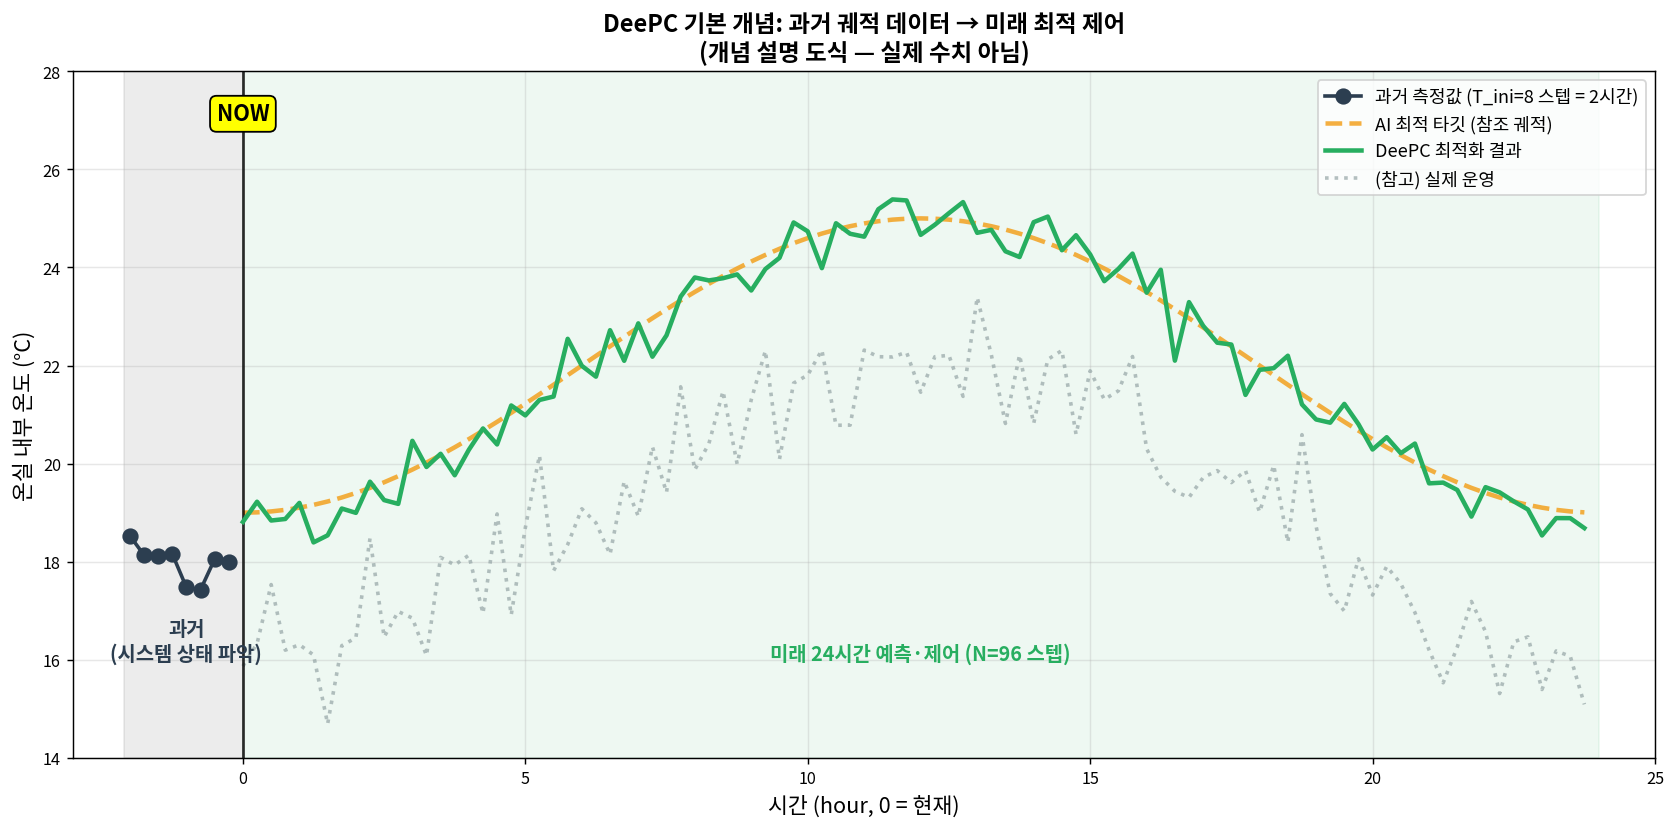 DeePC 기본 개념: 과거 궤적 데이터 → 미래 최적 제어
(개념 설명 도식 — 실제 수치 아님)
NOW
과거 측정값 (T_ini=8 스텝 = 2시간)
AI 최적 타깃 (참조 궤적)
DeePC 최적화 결과
(참고) 실제 운영
온실 내부 온도 (°C)
28
26
24
22
20
18
16
14
과거
(시스템 상태 파악)
미래 24시간 예측·제어 (N=96 스텝)
0
5
10
15
20
25
시간 (hour, 0 = 현재)